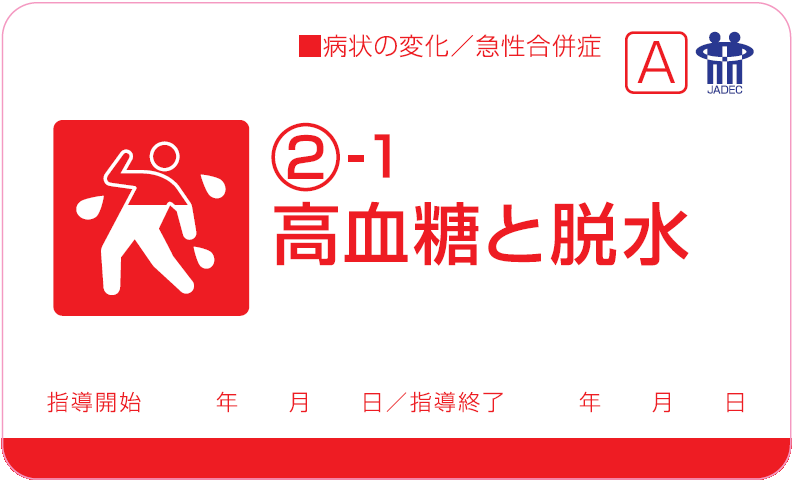 ■病状の変化／急性合併症
A
JADEC
②-1
高血糖と脱水
指導開始　　　年　　月　　日／指導終了　　　年　　月　　日